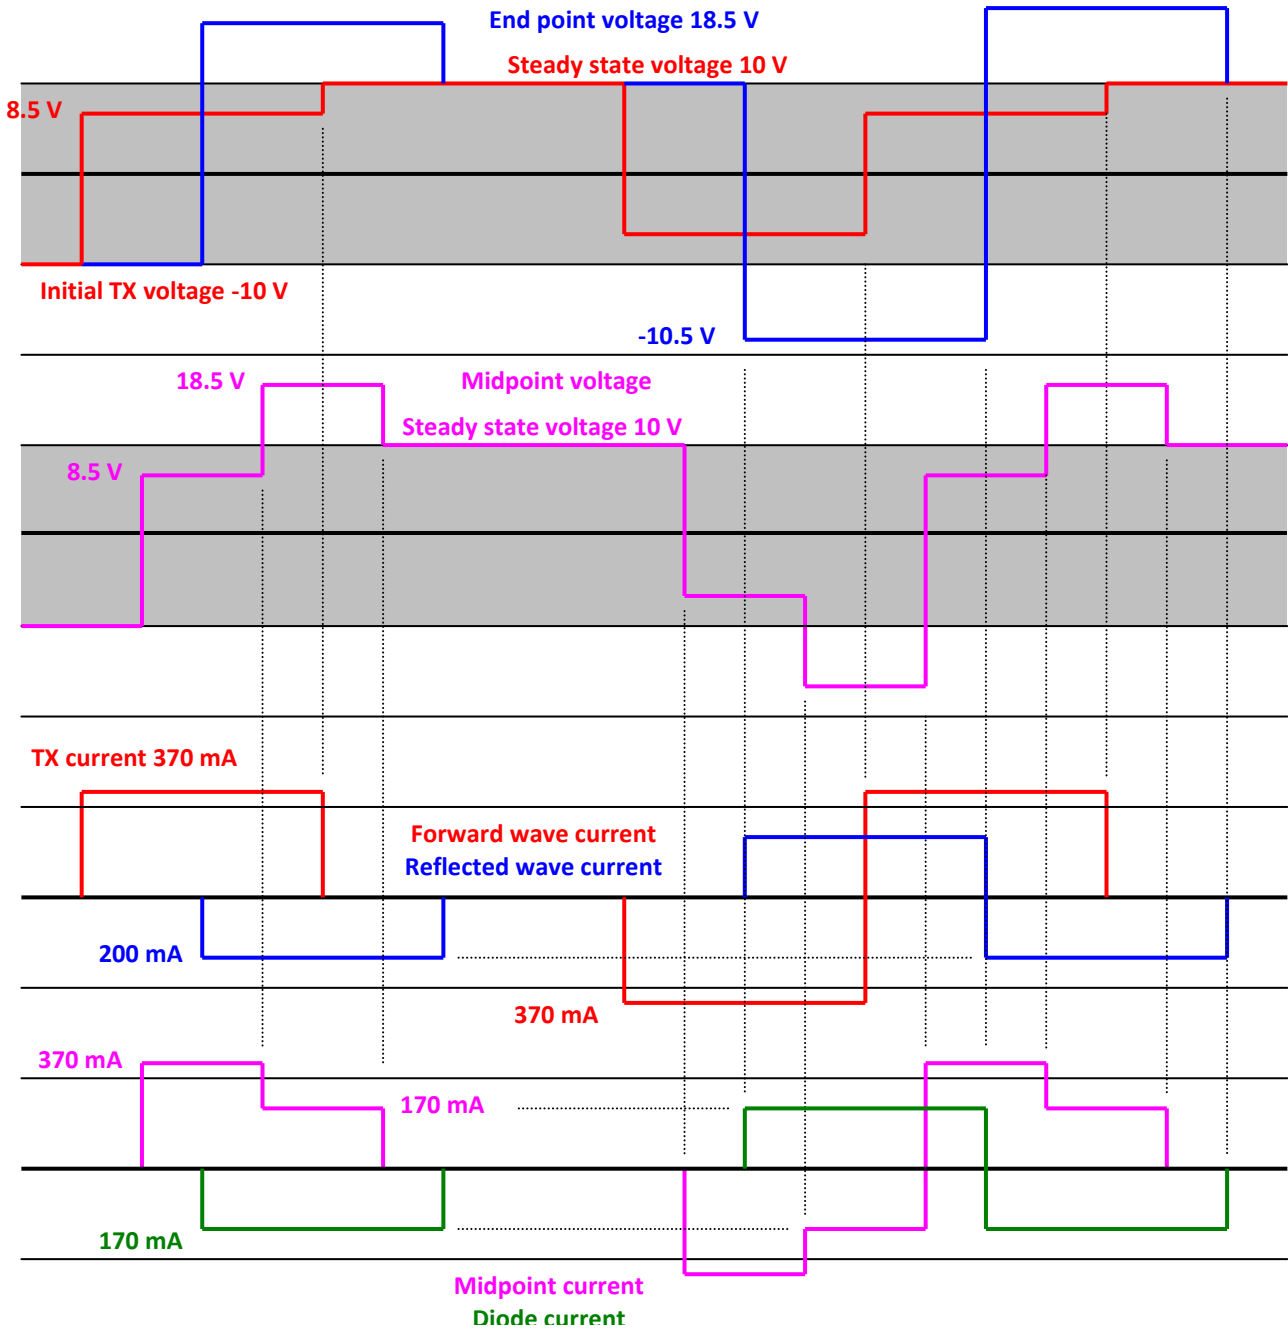 End point voltage 18.5 V
Steady state voltage 10 V
8.5 V
Initial TX voltage -10 V
-10.5 V
18.5 V
Midpoint voltage
Steady state voltage 10 V
8.5 V
TX current 370 mA
Forward wave current
Reflected wave current
200 mA
370 mA
370 mA
170 mA
170 mA
Midpoint current
Diode current